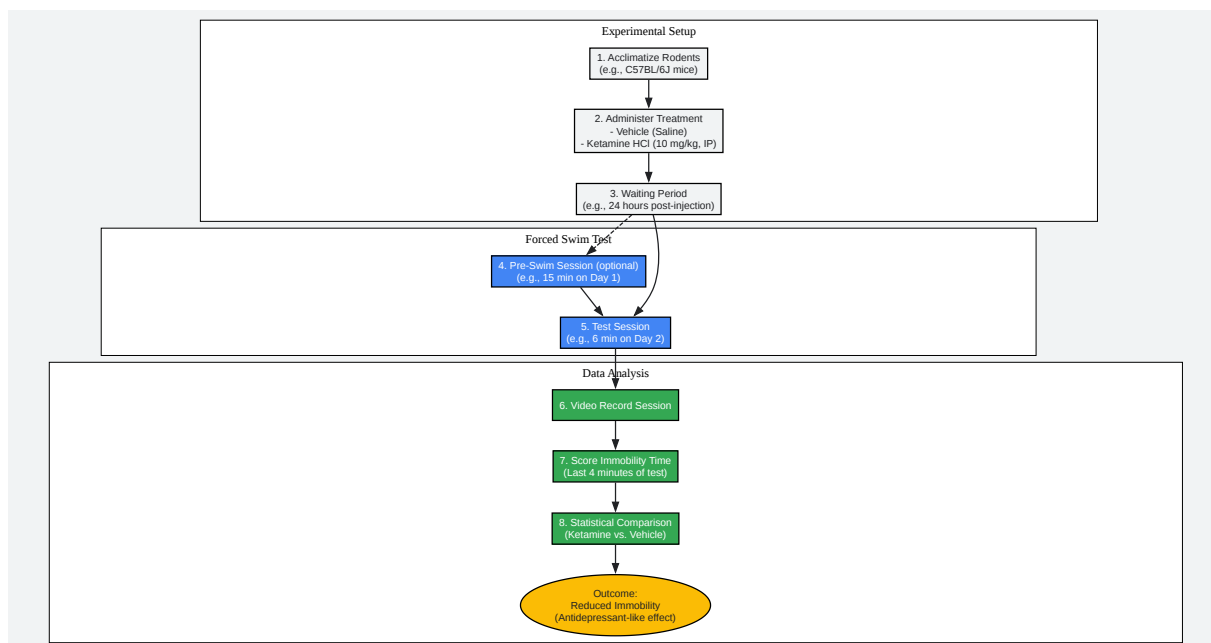 Experimental Setup
1. Acclimatize Rodents
(e.g., C57BL/6J mice)
2. Administer Treatment
- Vehicle (Saline)
- Ketamine HCl (10 mg/kg, IP)
3. Waiting Period
(e.g., 24 hours post-injection)
Forced Swim Test
4. Pre-Swim Session (optional)
(e.g., 15 min on Day 1)
5. Test Session
(e.g., 6 min on Day 2)
Data Analysis
6. Video Record Session
7. Score Immobility Time
(Last 4 minutes of test)
8. Statistical Comparison
(Ketamine vs. Vehicle)
Outcome:
Reduced Immobility
(Antidepressant-like effect)